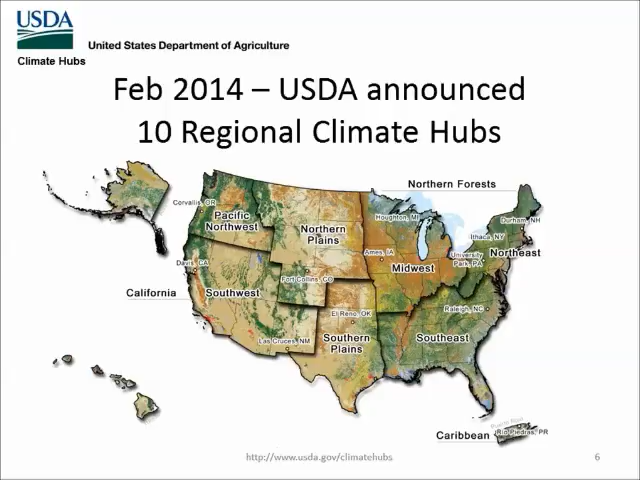 USDA
United States Department of Agriculture
Climate Hubs
Feb 2014 – USDA announced
10 Regional Climate Hubs
Northern Forests
Corvallis, OR
Pacific
Northwest
Houghton, MI
Durham, NH
Northern
Plains
Ithaca, NY
Northeast
Ames, IA
University
Park, PA
Davis, CA
Midwest
Fort Collins, CO
California
Southwest
Raleigh, NC
El Reno, OK
Las Cruces, NM
Southern
Plains
Southeast
Puerto Rico
Rio Piedras, PR
Caribbean
http://www.usda.gov/climatehubs
6